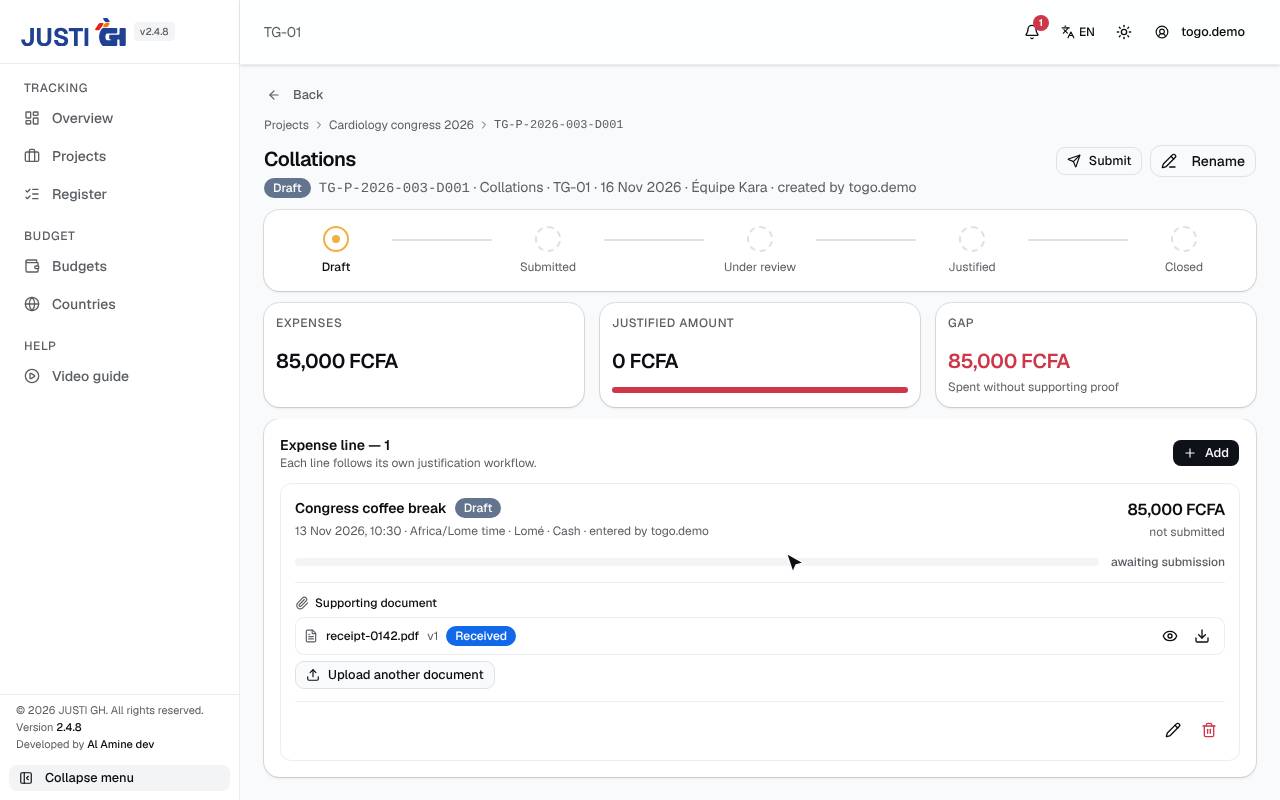 JUSTI GH v2.4.8
TG-01
1
EN
togo.demo
TRACKING
Overview
Projects
Register
BUDGET
Budgets
Countries
HELP
Video guide
© 2026 JUSTI GH. All rights reserved.
Version 2.4.8
Developed by Al Amine dev
Collapse menu
Back
Projects > Cardiology congress 2026 > TG-P-2026-003-D001
Collations
Submit
Rename
Draft TG-P-2026-003-D001 · Collations · TG-01 · 16 Nov 2026 · Équipe Kara · created by togo.demo
Draft
Submitted
Under review
Justified
Closed
EXPENSES
85,000 FCFA
JUSTIFIED AMOUNT
0 FCFA
GAP
85,000 FCFA
Spent without supporting proof
Expense line — 1
Each line follows its own justification workflow.
Add
Congress coffee break Draft
85,000 FCFA
13 Nov 2026, 10:30 · Africa/Lome time · Lomé · Cash · entered by togo.demo
not submitted
awaiting submission
Supporting document
receipt-0142.pdf v1 Received
Upload another document